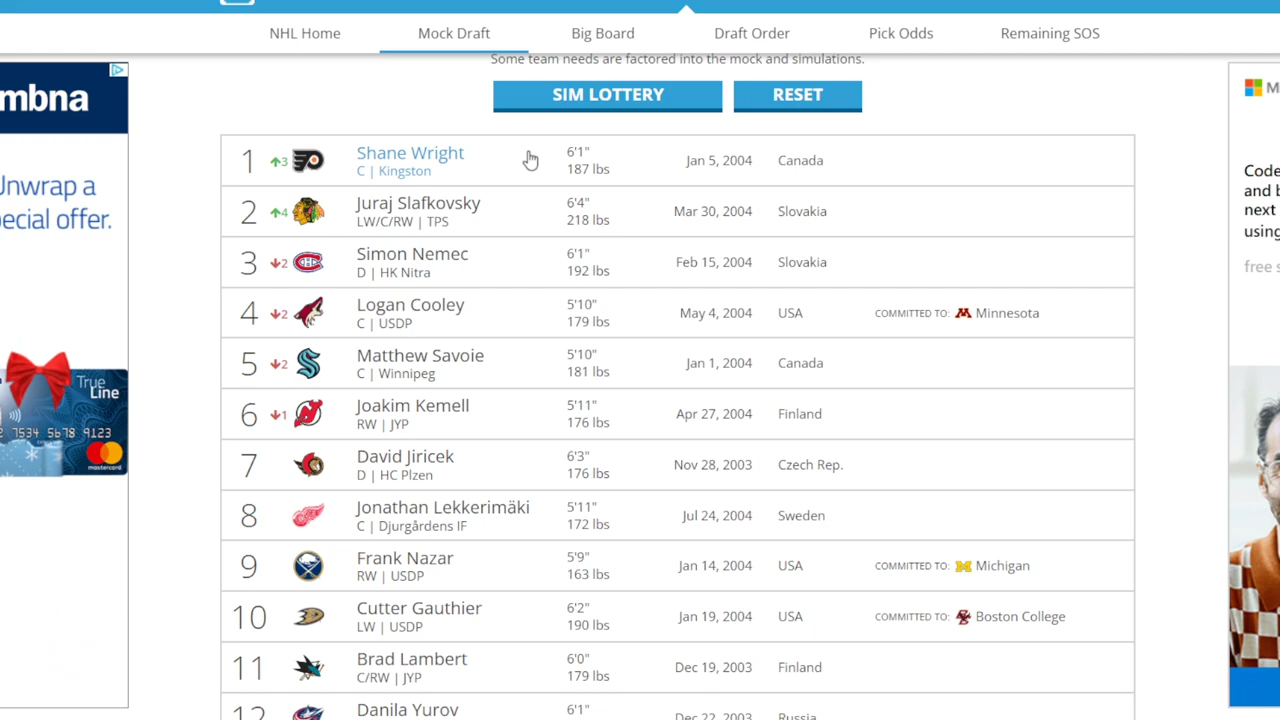 NHL Home Mock Draft Big Board Draft Order Pick Odds Remaining SOS
Some team needs are factored into the mock and simulations.
SIM LOTTERY RESET
mbna
Unwrap a
special offer.
True
Line
7534 5678 9123
mastercard
1 3 Shane Wright 6'1" Jan 5, 2004 Canada
C | Kingston 187 lbs
2 4 Juraj Slafkovsky 6'4" Mar 30, 2004 Slovakia
LW/C/RW | TPS 218 lbs
3 2 Simon Nemec 6'1" Feb 15, 2004 Slovakia
D | HK Nitra 192 lbs
4 2 Logan Cooley 5'10" May 4, 2004 USA COMMITTED TO: Minnesota
C | USDP 179 lbs
5 2 Matthew Savoie 5'10" Jan 1, 2004 Canada
C | Winnipeg 181 lbs
6 1 Joakim Kemell 5'11" Apr 27, 2004 Finland
RW | JYP 176 lbs
7 David Jiricek 6'3" Nov 28, 2003 Czech Rep.
D | HC Plzen 176 lbs
8 Jonathan Lekkerimäki 5'11" Jul 24, 2004 Sweden
C | Djurgårdens IF 172 lbs
9 Frank Nazar 5'9" Jan 14, 2004 USA COMMITTED TO: Michigan
RW | USDP 163 lbs
10 Cutter Gauthier 6'2" Jan 19, 2004 USA COMMITTED TO: Boston College
LW | USDP 190 lbs
11 Brad Lambert 6'0" Dec 19, 2003 Finland
C/RW | JYP 179 lbs
12 Danila Yurov 6'1" Dec 22, 2003 Russia
Code
and b
next
using
free s